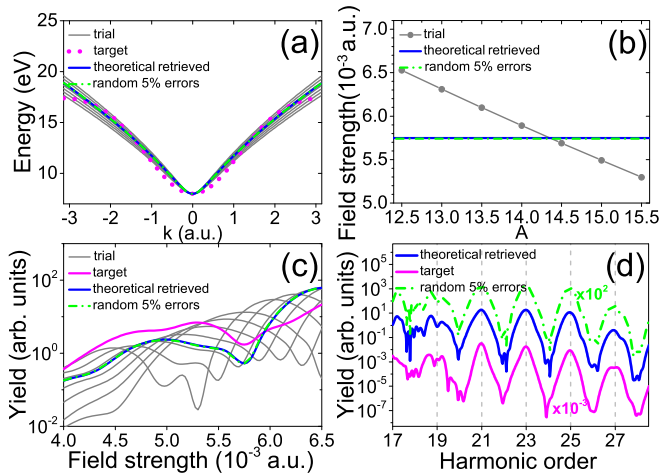 (a)
trial
target
theoretical retrieved
random 5% errors
Energy (eV)
25
20
15
10
-3 -2 -1 0 1 2 3
k (a.u.)
(b)
trial
theoretical retrieved
random 5% errors
Field strength(10⁻³ a.u.)
7.0
6.5
6.0
5.5
5.0
12.5 13.0 13.5 14.0 14.5 15.0 15.5
A
(c)
trial
target
theoretical retrieved
random 5% errors
Yield (arb. units)
10²
10⁰
10⁻²
4.0 4.5 5.0 5.5 6.0 6.5
Field strength (10⁻³ a.u.)
(d)
theoretical retrieved
target
random 5% errors
x10²
x10⁻³
Yield (arb. units)
10⁵
10³
10¹
10⁻¹
10⁻³
10⁻⁵
10⁻⁷
17 19 21 23 25 27
Harmonic order